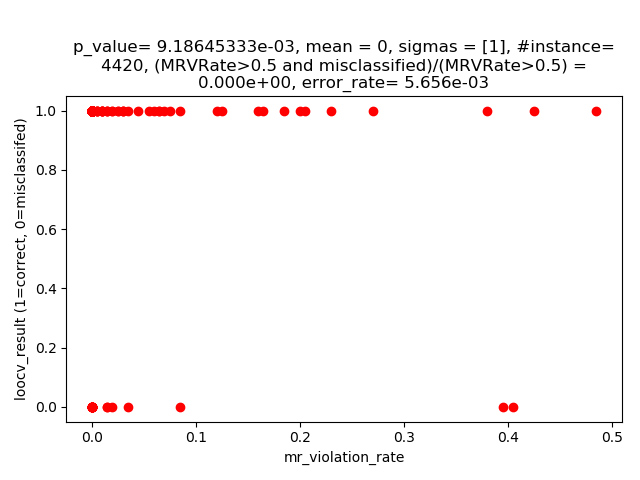 p_value= 9.18645333e-03, mean = 0, sigmas = [1], #instance=
4420, (MRVRate>0.5 and misclassified)/(MRVRate>0.5) =
0.000e+00, error_rate= 5.656e-03
1.0
0.8
0.6
0.4
0.2
0.0
loocv_result (1=correct, 0=misclassifed)
0.0 0.1 0.2 0.3 0.4 0.5
mr_violation_rate